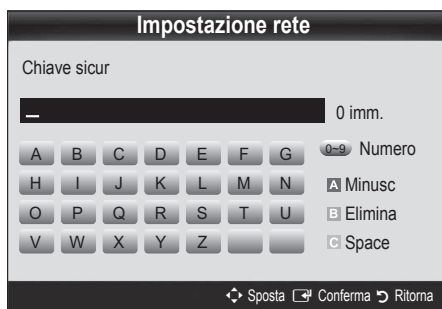 Impostazione rete
Chiave sicur
0 imm.
A B C D E F G 0~9 Numero
H I J K L M N A Minusc
O P Q R S T U B Elimina
V W X Y Z C Space
Sposta Conferma Ritorna